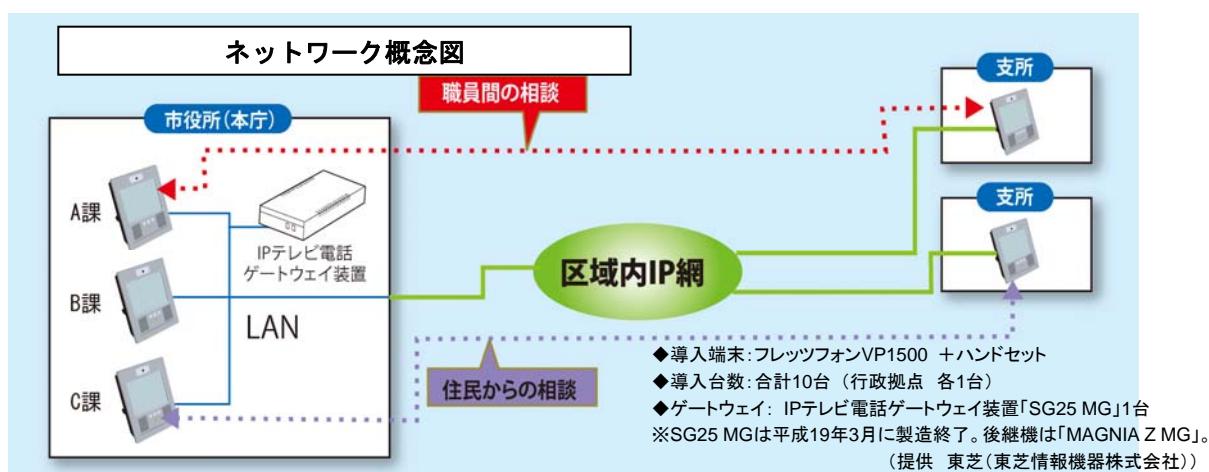 ネットワーク概念図
職員間の相談
支所
市役所(本庁)
A課
IPテレビ電話
ゲートウェイ装置
支所
区域内IP網
B課
LAN
C課
住民からの相談
◆導入端末:フレッツフォンVP1500 +ハンドセット
◆導入台数:合計10台 (行政拠点 各1台)
◆ゲートウェイ: IPテレビ電話ゲートウェイ装置「SG25 MG」1台
※SG25 MGは平成19年3月に製造終了。後継機は「MAGNIA Z MG」。
(提供 東芝(東芝情報機器株式会社))